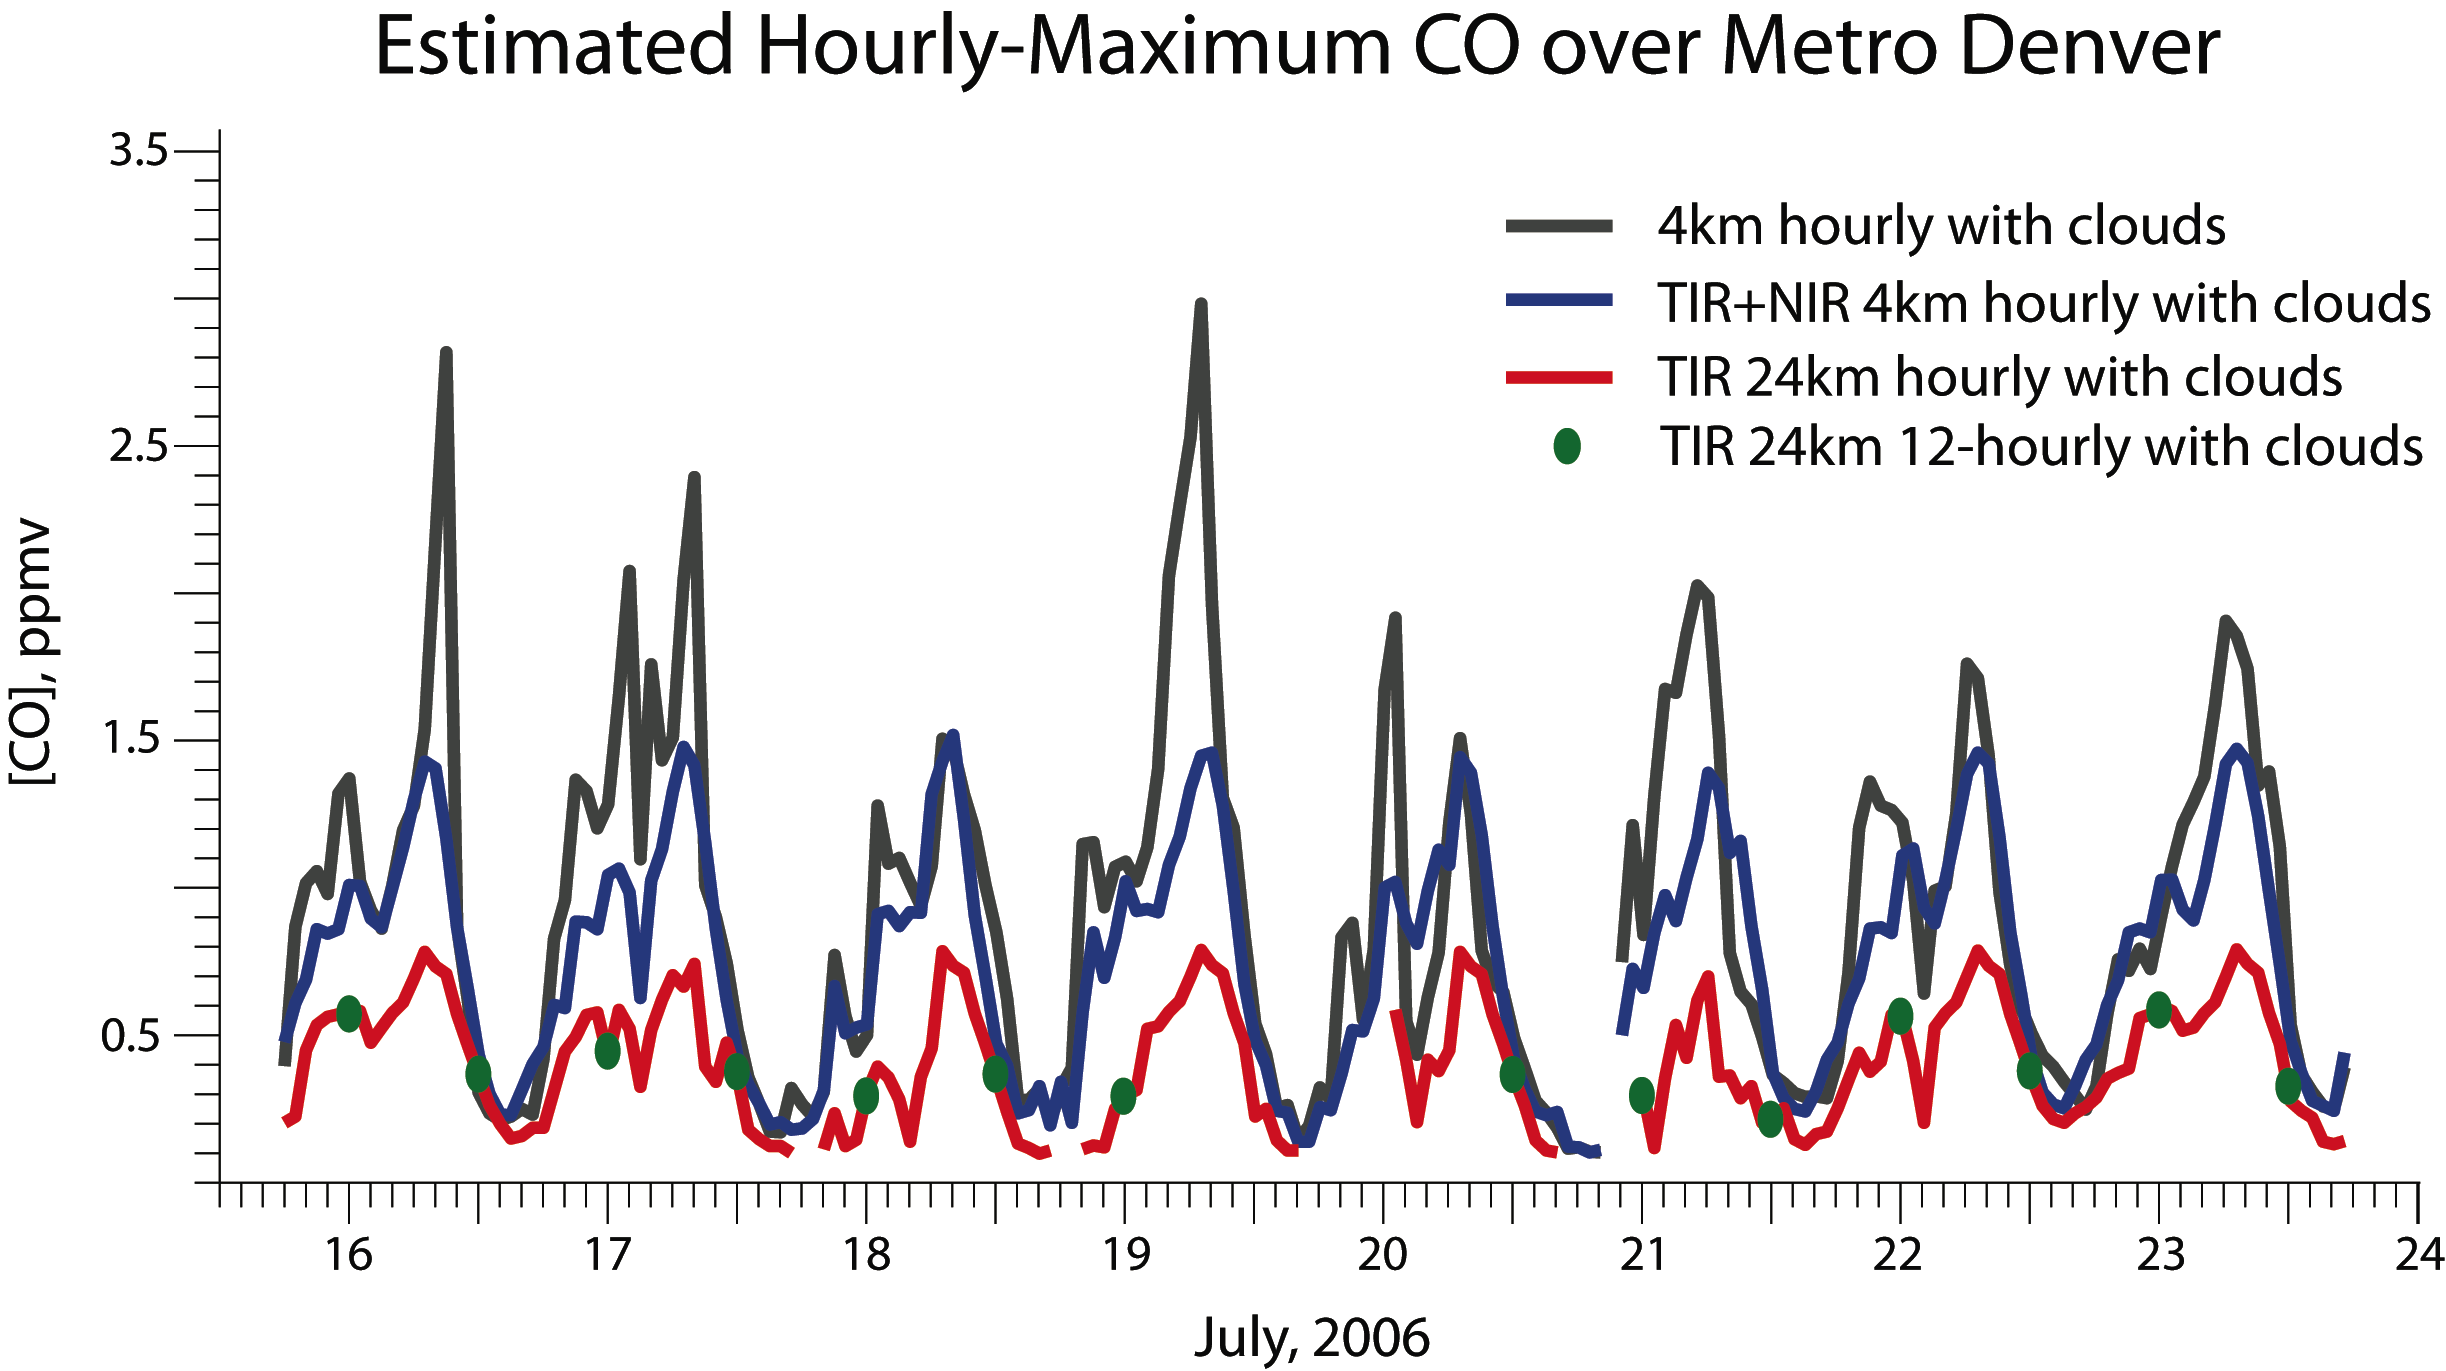 Estimated Hourly-Maximum CO over Metro Denver
3.5
2.5
1.5
0.5
[CO], ppmv
4km hourly with clouds
TIR+NIR 4km hourly with clouds
TIR 24km hourly with clouds
TIR 24km 12-hourly with clouds
16 17 18 19 20 21 22 23 24
July, 2006